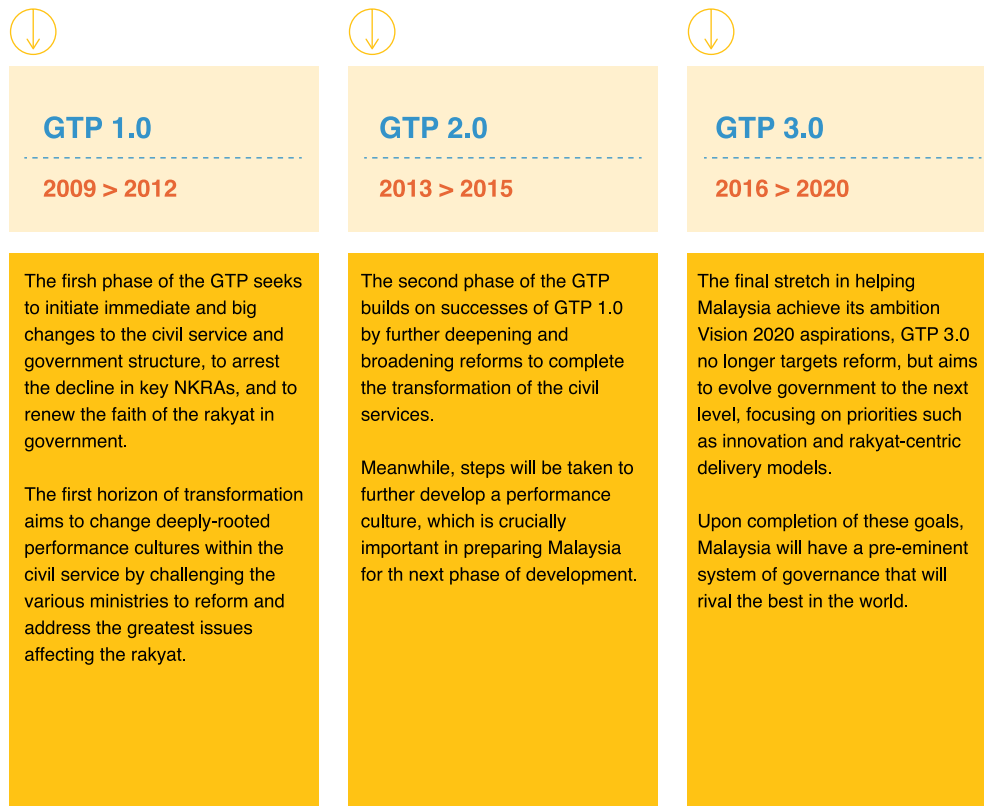 GTP 1.0
2009 > 2012
The firsh phase of the GTP seeks
to initiate immediate and big
changes to the civil service and
government structure, to arrest
the decline in key NKRAs, and to
renew the faith of the rakyat in
government.
The first horizon of transformation
aims to change deeply-rooted
performance cultures within the
civil service by challenging the
various ministries to reform and
address the greatest issues
affecting the rakyat.
GTP 2.0
2013 > 2015
The second phase of the GTP
builds on successes of GTP 1.0
by further deepening and
broadening reforms to complete
the transformation of the civil
services.
Meanwhile, steps will be taken to
further develop a performance
culture, which is crucially
important in preparing Malaysia
for th next phase of development.
GTP 3.0
2016 > 2020
The final stretch in helping
Malaysia achieve its ambition
Vision 2020 aspirations, GTP 3.0
no longer targets reform, but aims
to evolve government to the next
level, focusing on priorities such
as innovation and rakyat-centric
delivery models.
Upon completion of these goals,
Malaysia will have a pre-eminent
system of governance that will
rival the best in the world.